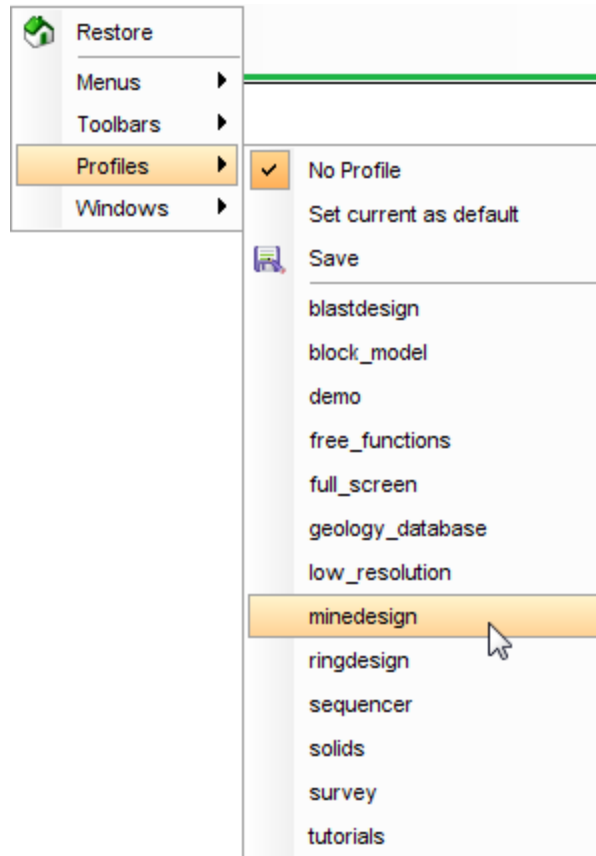 Restore
Menus
Toolbars
Profiles
Windows
No Profile
Set current as default
Save
blastdesign
block_model
demo
free_functions
full_screen
geology_database
low_resolution
minedesign
ringdesign
sequencer
solids
survey
tutorials